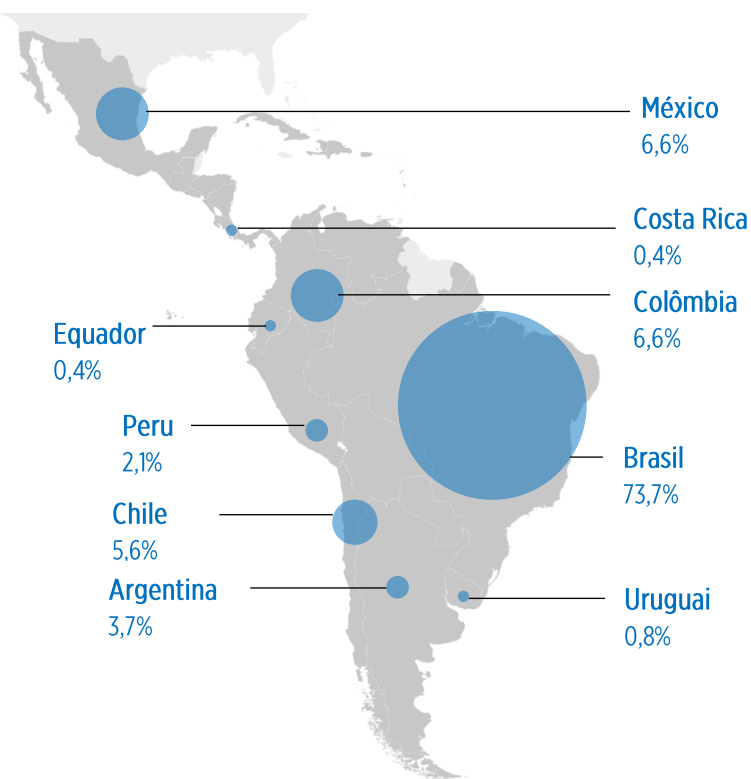 México
6,6%
Costa Rica
0,4%
Colômbia
6,6%
Equador
0,4%
Peru
2,1%
Brasil
73,7%
Chile
5,6%
Argentina
3,7%
Uruguai
0,8%